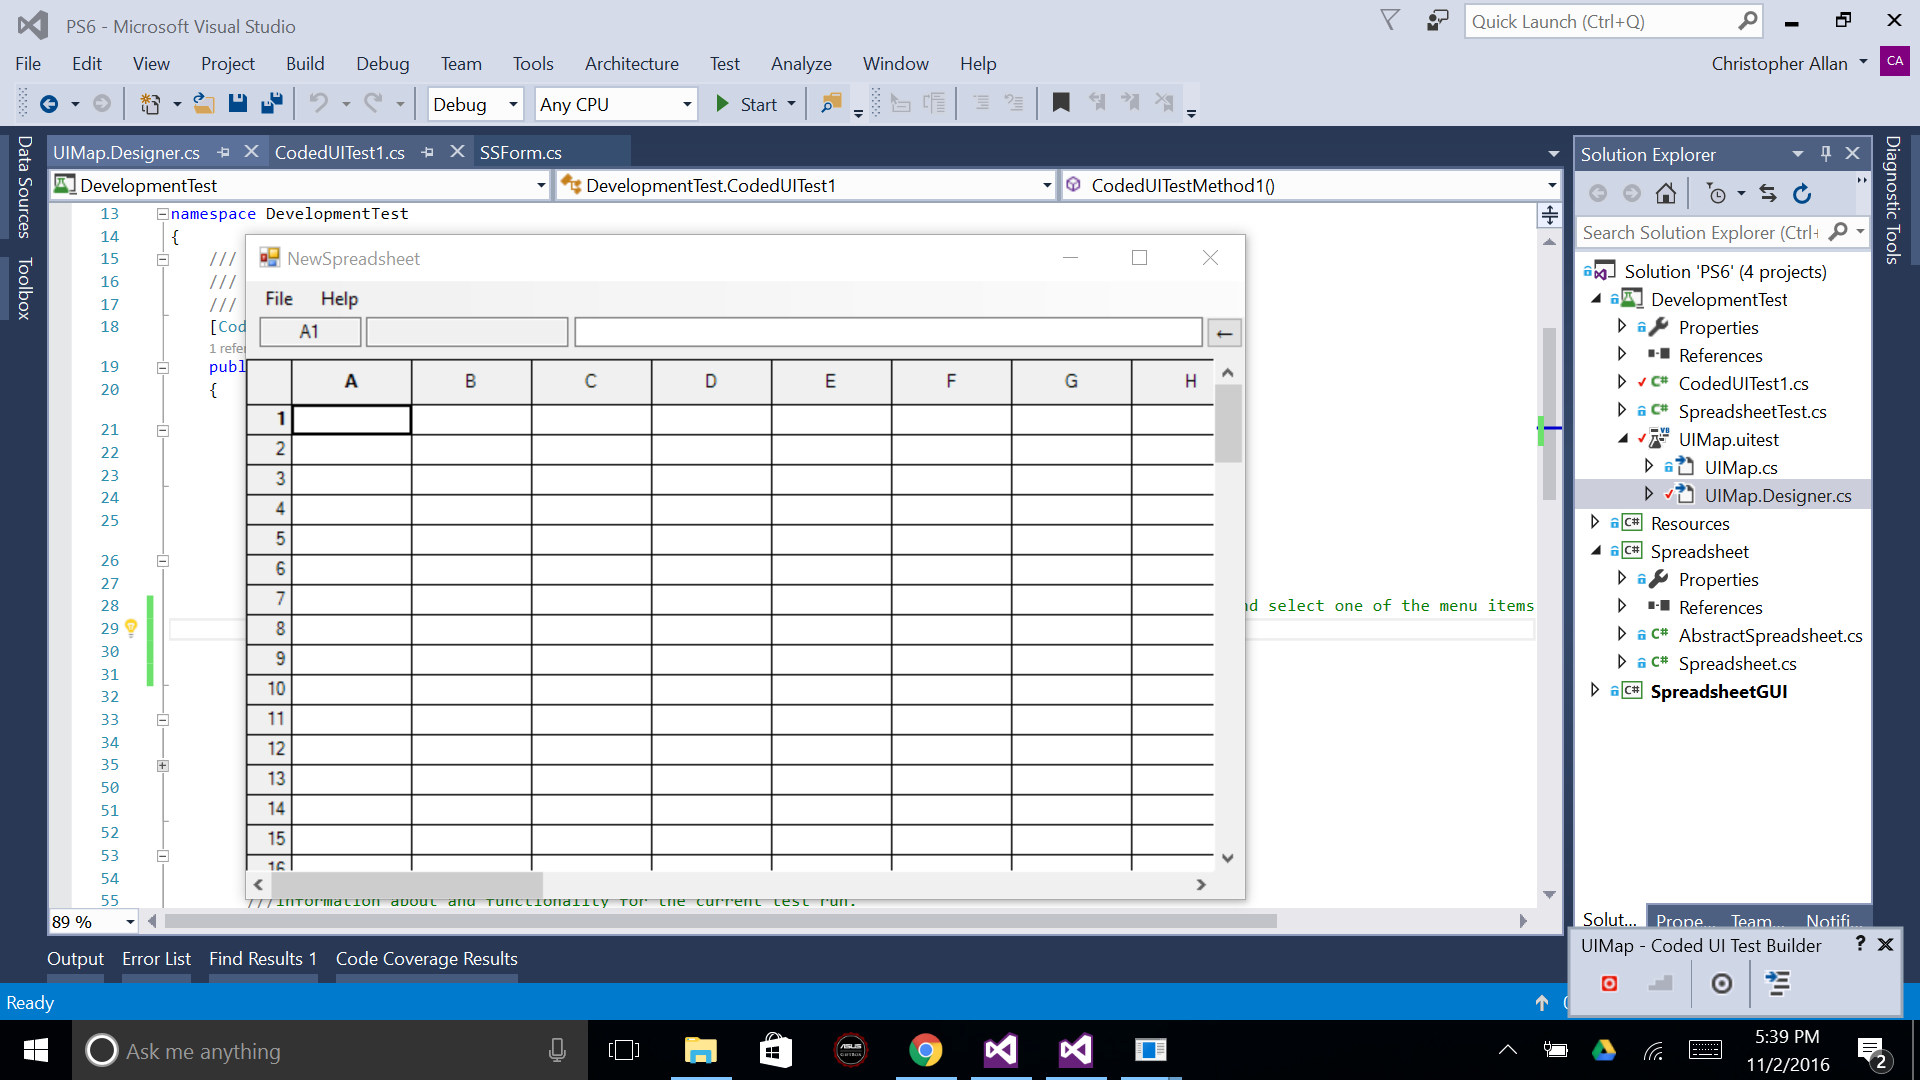 PS6 - Microsoft Visual Studio
Quick Launch (Ctrl+Q)
File Edit View Project Build Debug Team Tools Architecture Test Analyze Window Help
Christopher Allan CA
Debug Any CPU Start
Data Sources
Toolbox
UIMap.Designer.cs CodedUITest1.cs SSForm.cs
DevelopmentTest DevelopmentTest.CodedUITest1 CodedUITestMethod1()
13 namespace DevelopmentTest
14 {
15 ///
16 ///
17 ///
18 [Cod
1 refe
19 publ
20 {
21
22
23
24
25
26
27
28 nd select one of the menu items
29
30
31
32
33
34
35
50
51
52
53
54
55 ///information about and functionality for the current test run.
89 %
NewSpreadsheet
File Help
A1 ←
A B C D E F G H
1
2
3
4
5
6
7
8
9
10
11
12
13
14
15
16
Solution Explorer
Search Solution Explorer (Ctrl+
Solution 'PS6' (4 projects)
DevelopmentTest
Properties
References
C# CodedUITest1.cs
C# SpreadsheetTest.cs
VB UIMap.uitest
UIMap.cs
UIMap.Designer.cs
C# Resources
C# Spreadsheet
Properties
References
C# AbstractSpreadsheet.cs
C# Spreadsheet.cs
C# SpreadsheetGUI
Solut... Prope... Team... Notifi...
Diagnostic Tools
UIMap - Coded UI Test Builder ?
Output Error List Find Results 1 Code Coverage Results
Ready
Ask me anything
ASUS
5:39 PM
11/2/2016
2